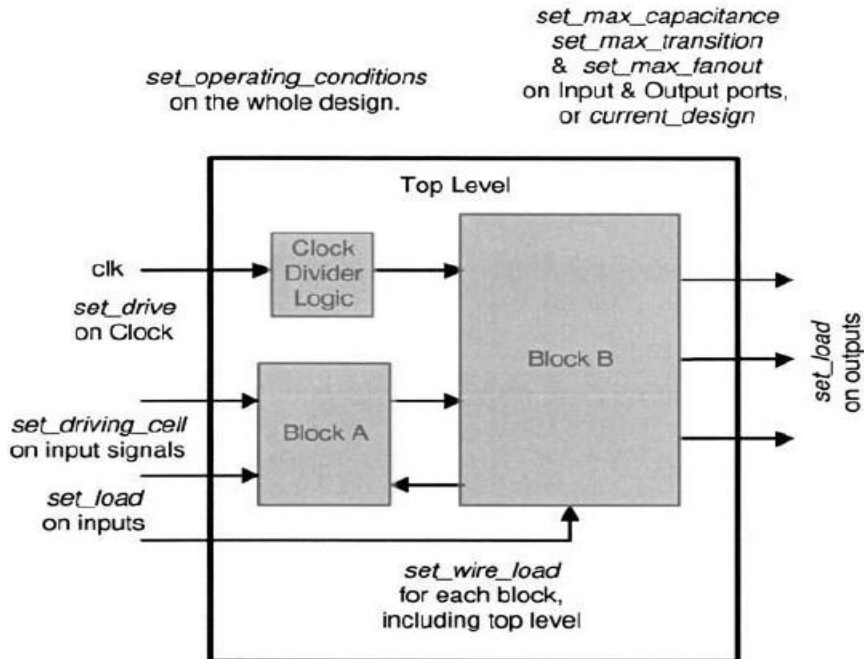 set_max_capacitance
set_max_transition
& set_max_fanout
on Input & Output ports,
or current_design
set_operating_conditions
on the whole design.
Top Level
clk
Clock
Divider
Logic
set_drive
on Clock
Block B
set_load
on outputs
Block A
set_driving_cell
on input signals
set_load
on inputs
set_wire_load
for each block,
including top level